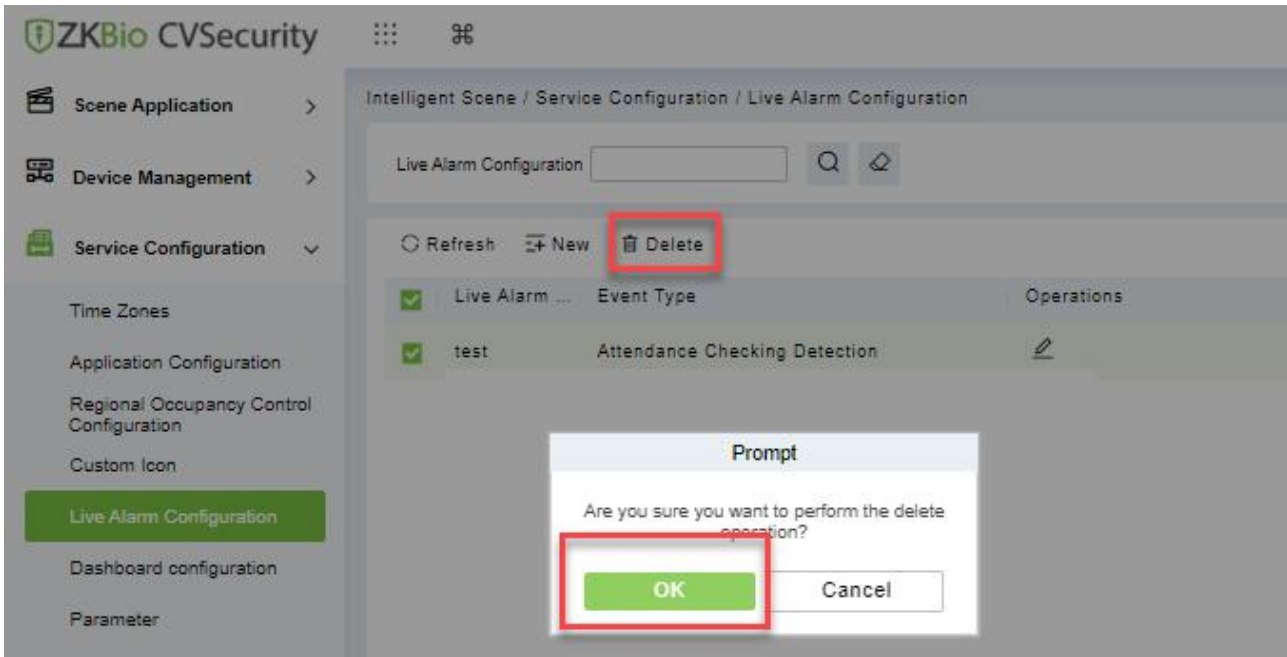 ZKBio CVSecurity
Scene Application
Device Management
Service Configuration
Time Zones
Application Configuration
Regional Occupancy Control
Configuration
Custom Icon
Live Alarm Configuration
Dashboard configuration
Parameter
Intelligent Scene / Service Configuration / Live Alarm Configuration
Live Alarm Configuration
Refresh New Delete
Live Alarm ... Event Type Operations
test Attendance Checking Detection
Prompt
Are you sure you want to perform the delete
operation?
OK Cancel